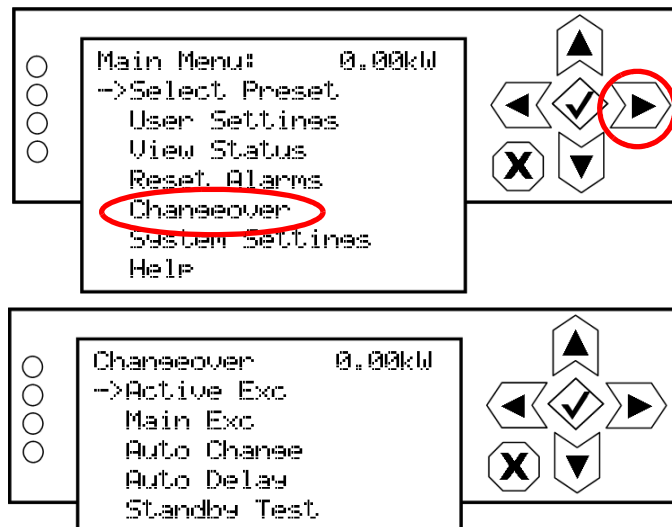 Main Menu: 0.00kW
->Select Preset
User Settings
View Status
Reset Alarms
Changeover
System Settings
Help
X
Changeover 0.00kW
->Active Exc
Main Exc
Auto Change
Auto Delay
Standby Test
X